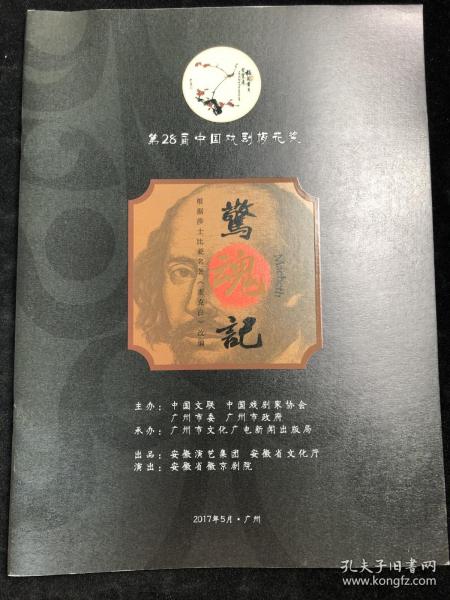 第28届中国戏剧梅花奖
驚魂記
Macbeth
根据莎士比亚名著《麦克白》改编
主办：中国文联 中国戏剧家协会
广州市委 广州市政府
承办：广州市文化广电新闻出版局
出品：安徽演艺集团 安徽省文化厅
演出：安徽省徽京剧院
2017年5月·广州
孔夫子旧书网
www.kongfz.com